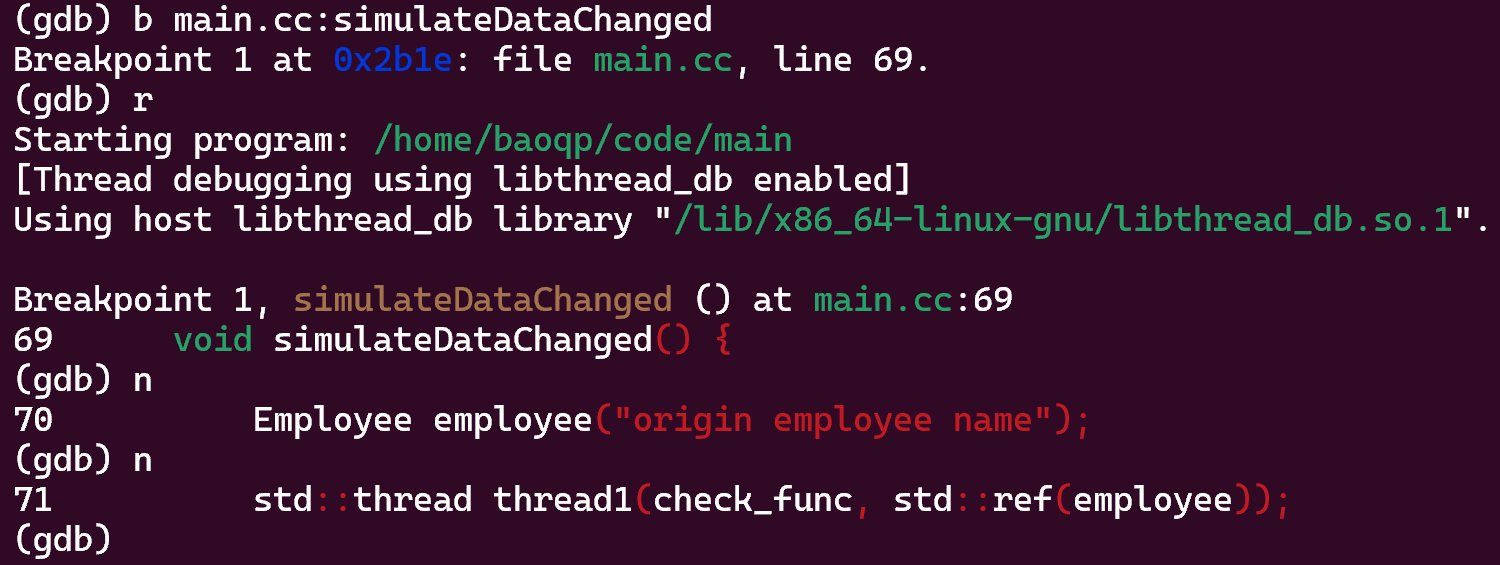 (gdb) b main.cc:simulateDataChanged
Breakpoint 1 at 0x2b1e: file main.cc, line 69.
(gdb) r
Starting program: /home/baoqp/code/main
[Thread debugging using libthread_db enabled]
Using host libthread_db library "/lib/x86_64-linux-gnu/libthread_db.so.1".

Breakpoint 1, simulateDataChanged () at main.cc:69
69      void simulateDataChanged() {
(gdb) n
70          Employee employee("origin employee name");
(gdb) n
71          std::thread thread1(check_func, std::ref(employee));
(gdb)